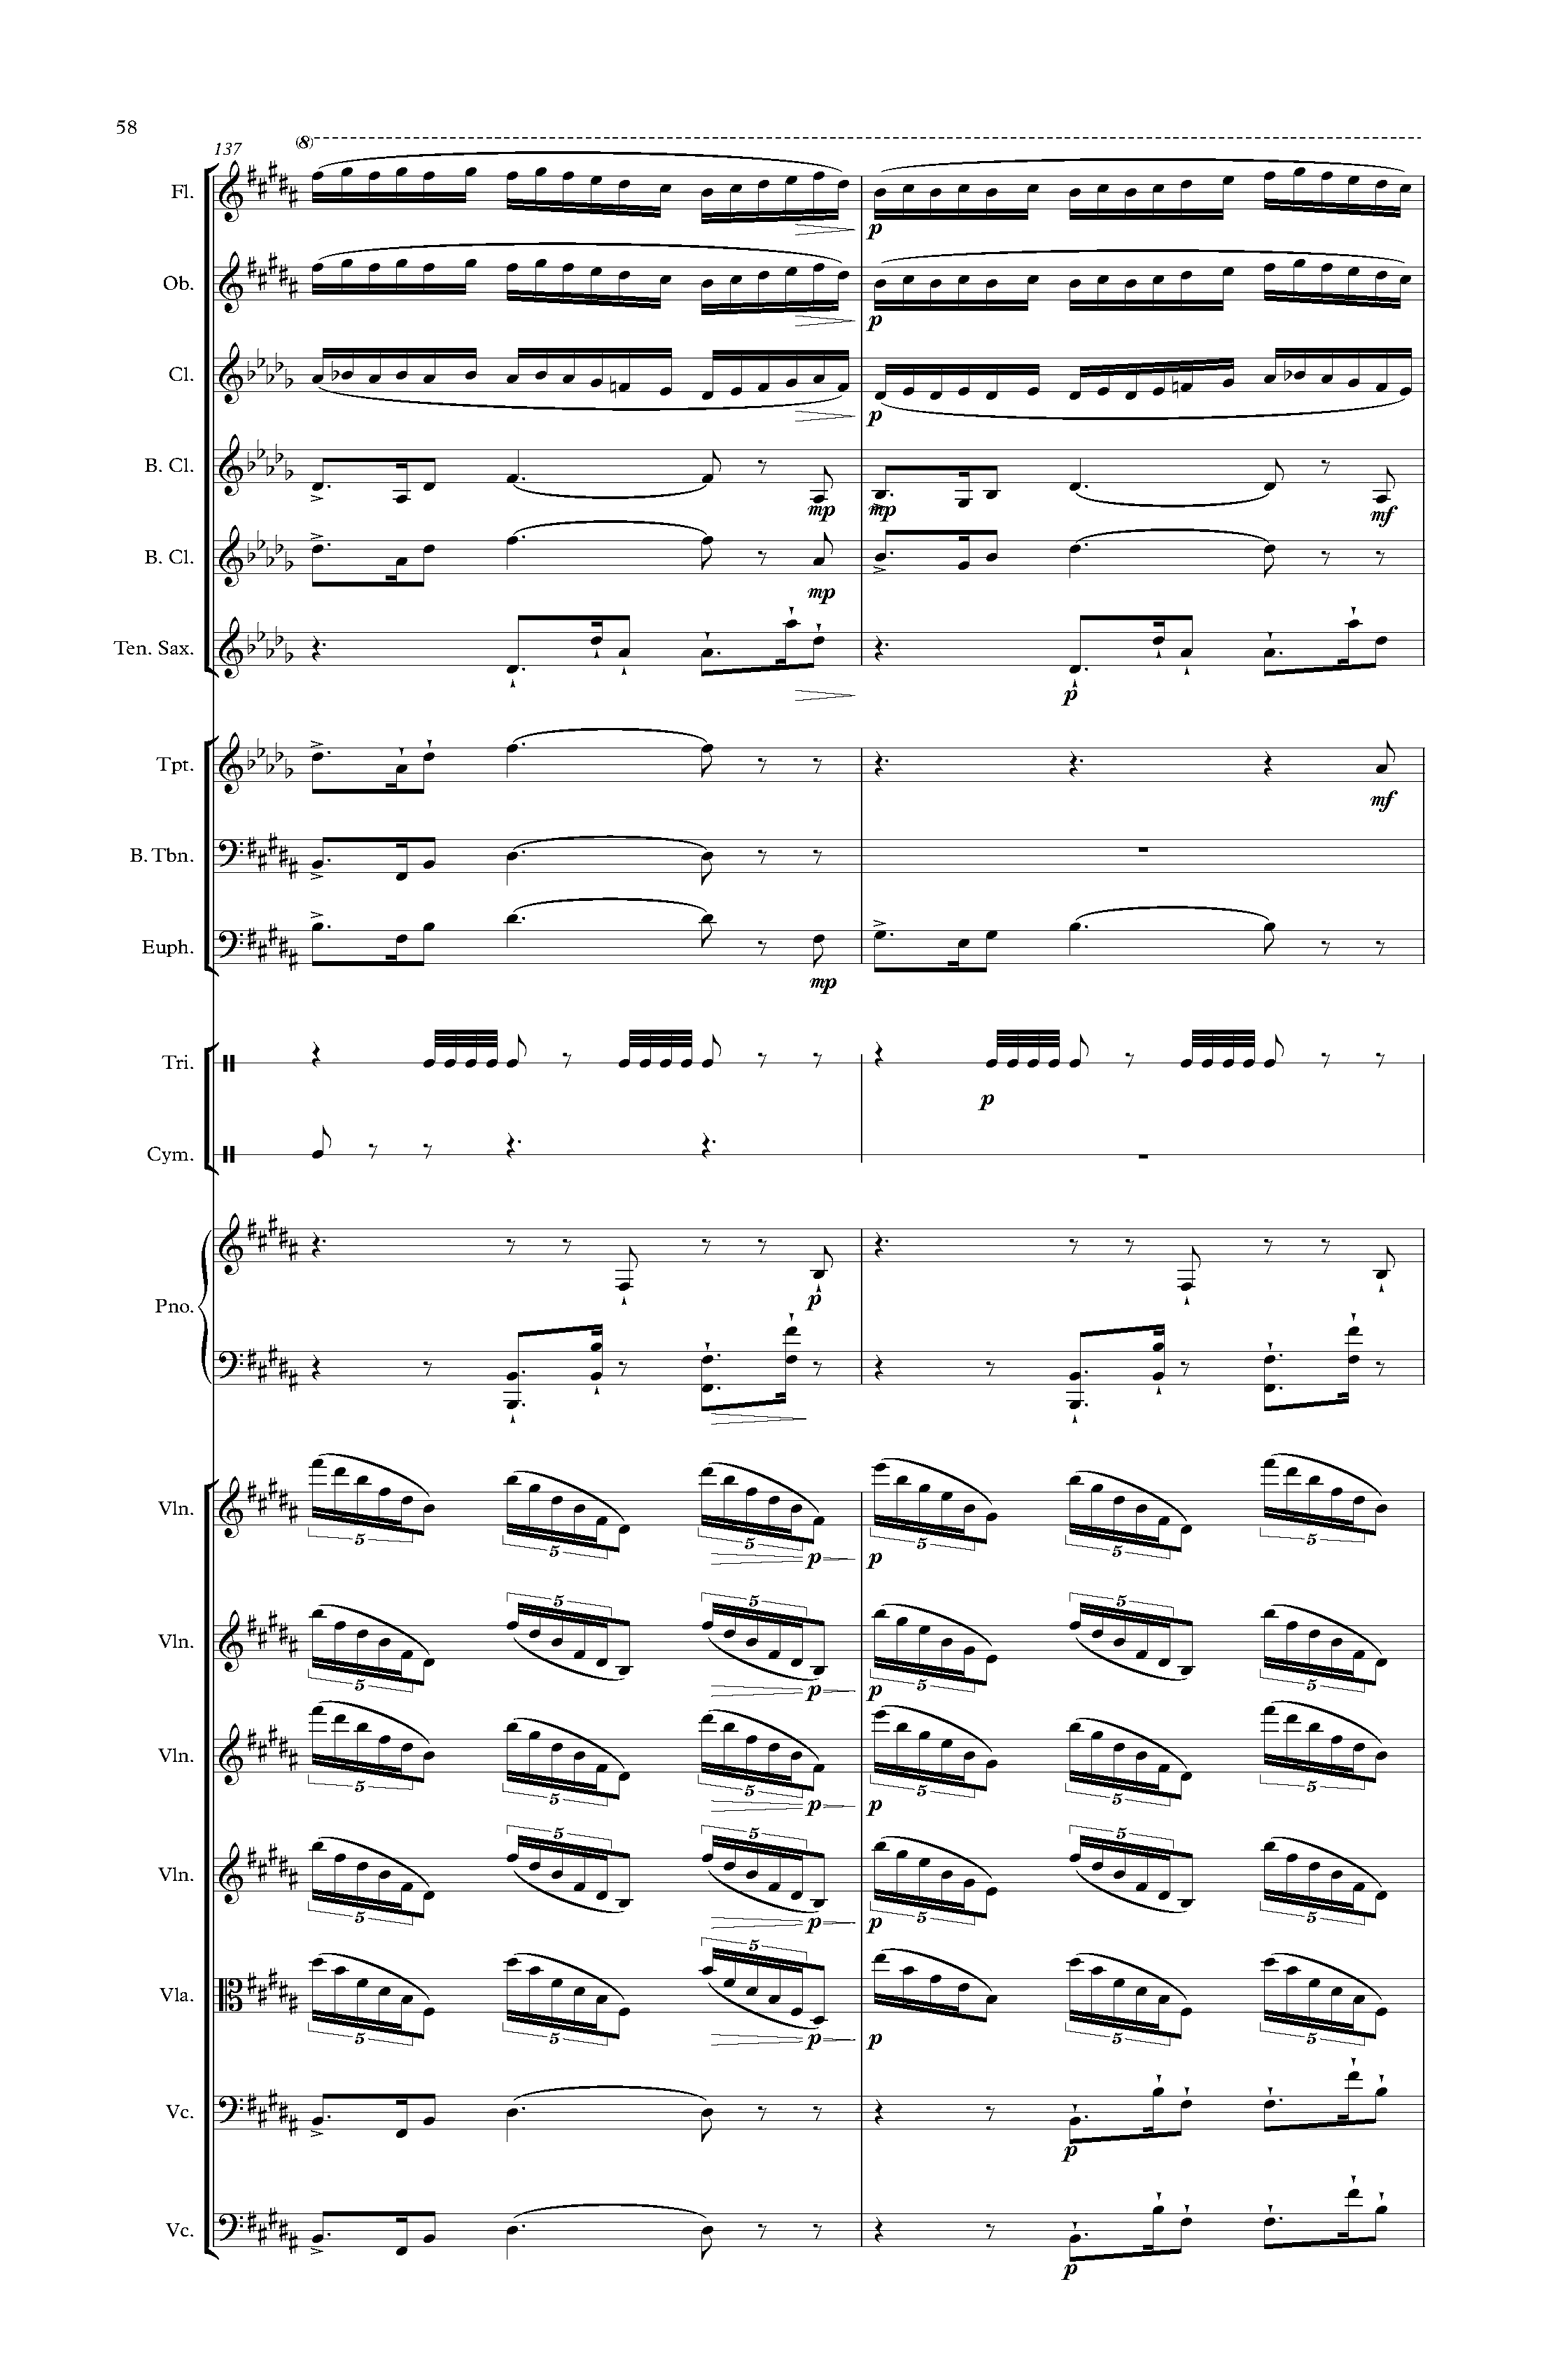 58
137
(8)
Fl.
p
Ob.
p
Cl.
p
B. Cl.
mp mp mf
B. Cl.
mp
Ten. Sax.
p
Tpt.
mf
B. Tbn.
Euph.
mp
Tri.
p
Cym.
p
Pno.
Vln.
5 5 5 5 5 5
p p
5 5 5
Vln.
5 5 5
p p
Vln.
5 5 5 5 5 5
p p
5 5
Vln.
5 5 5 5
p p
5
Vla.
5 5 5 5
p p
Vc.
p
Vc.
p